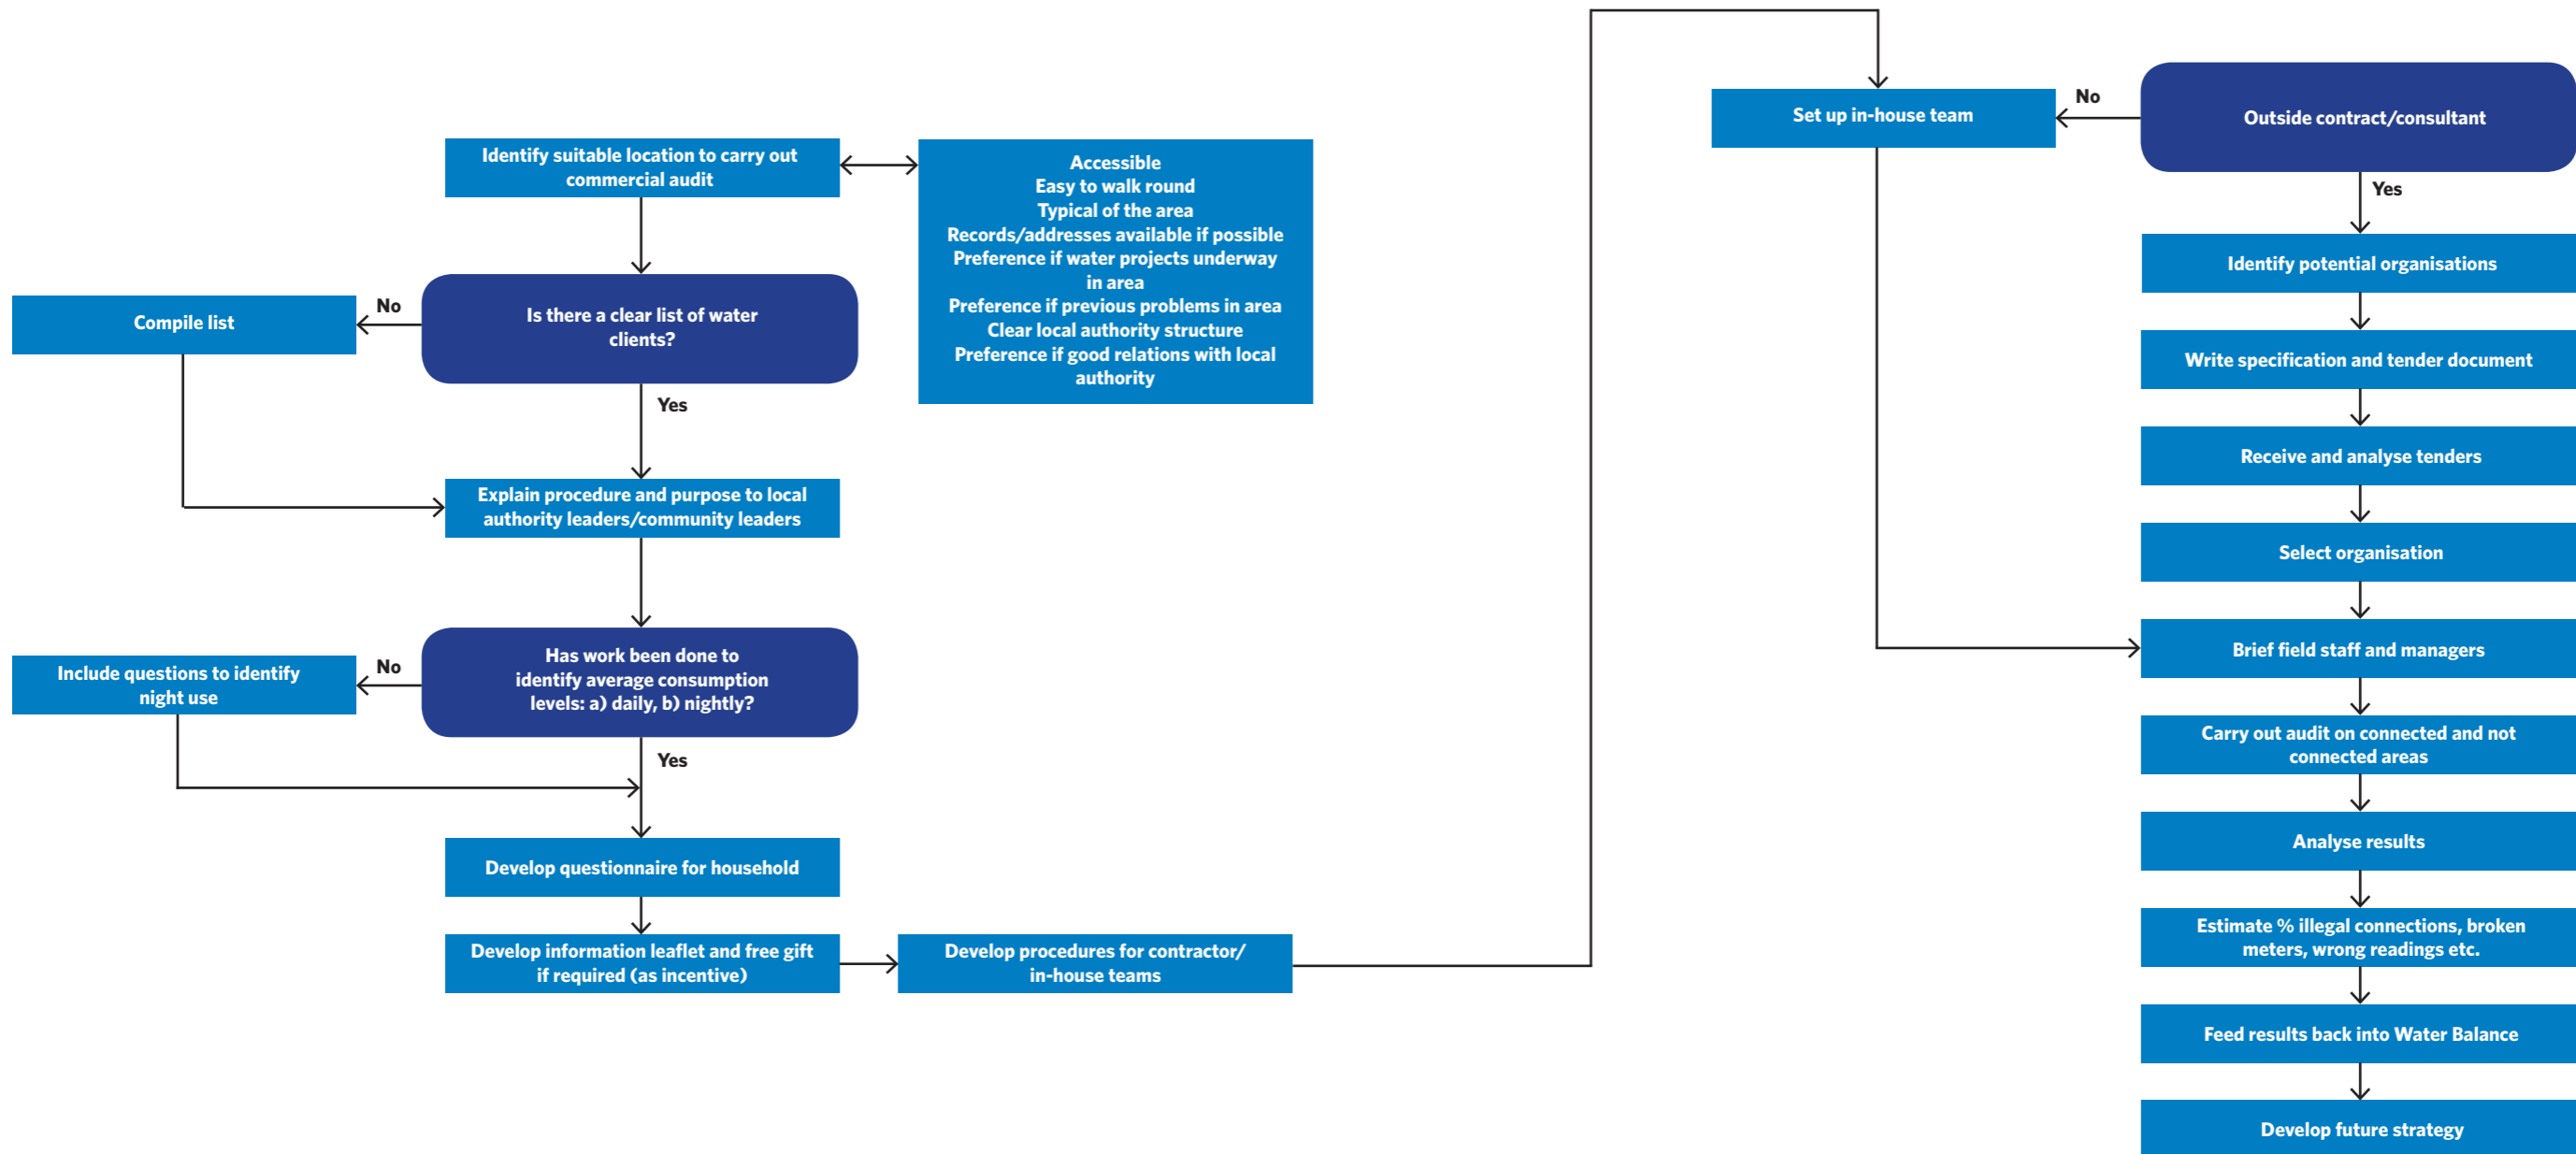 Identify suitable location to carry out
commercial audit
Accessible
Easy to walk round
Typical of the area
Records/addresses available if possible
Preference if water projects underway
in area
Preference if previous problems in area
Clear local authority structure
Preference if good relations with local
authority
Is there a clear list of water
clients?
No
Compile list
Yes
Explain procedure and purpose to local
authority leaders/community leaders
Has work been done to
identify average consumption
levels: a) daily, b) nightly?
No
Include questions to identify
night use
Yes
Develop questionnaire for household
Develop information leaflet and free gift
if required (as incentive)
Develop procedures for contractor/
in-house teams
Set up in-house team
No
Outside contract/consultant
Yes
Identify potential organisations
Write specification and tender document
Receive and analyse tenders
Select organisation
Brief field staff and managers
Carry out audit on connected and not
connected areas
Analyse results
Estimate % illegal connections, broken
meters, wrong readings etc.
Feed results back into Water Balance
Develop future strategy